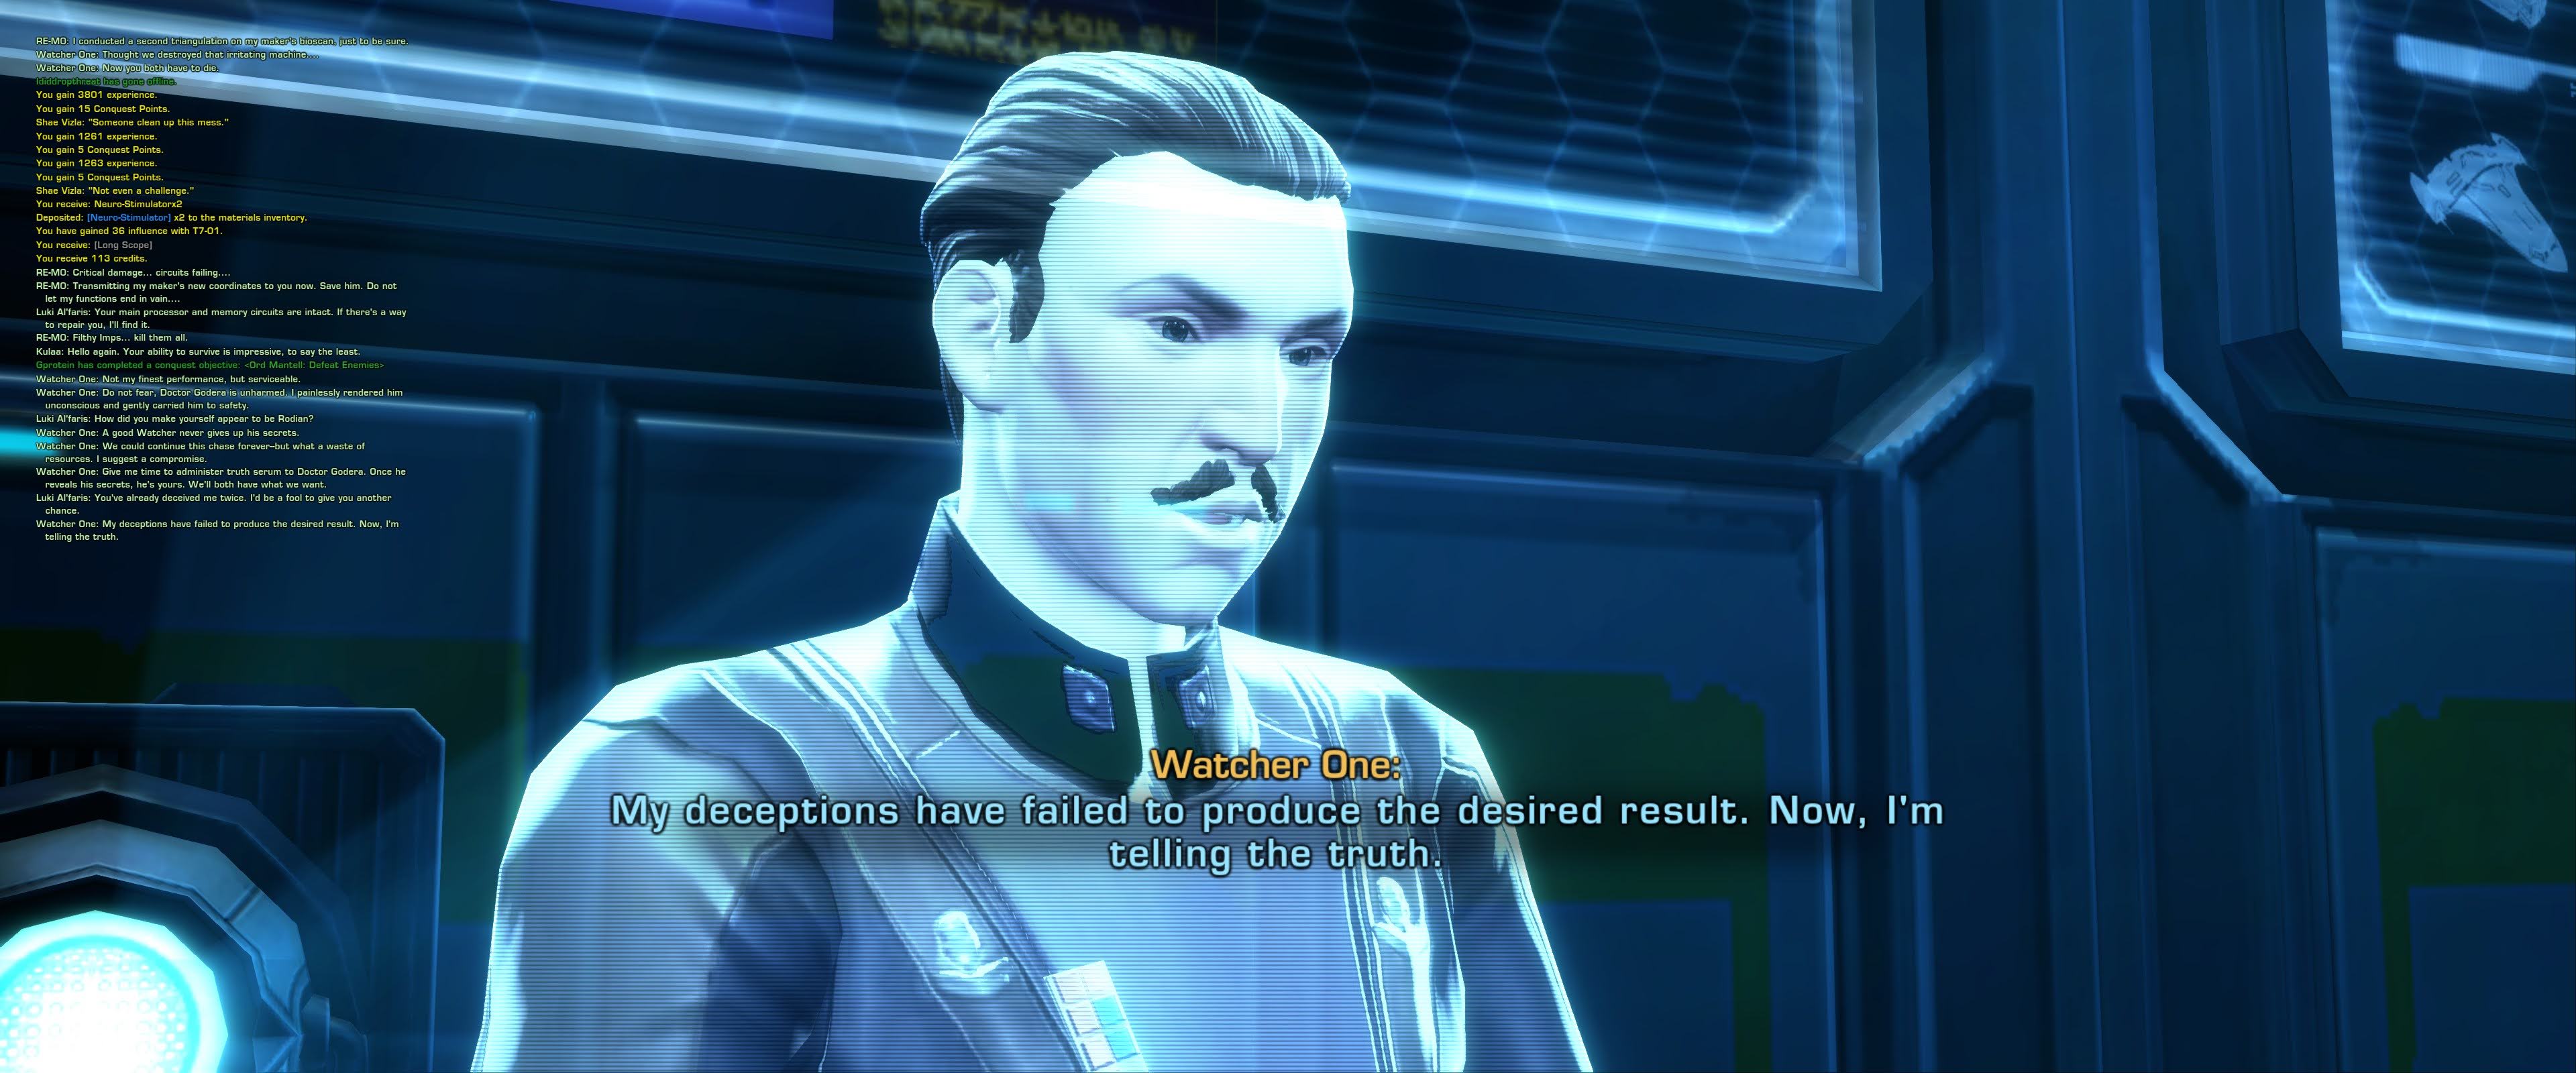 RE-MO: I conducted a second triangulation on my maker's bioscan, just to be sure.
Watcher One: Thought we destroyed that irritating machine....
Watcher One: Now you both have to die.
Ididdropthreat has gone offline.
You gain 3801 experience.
You gain 15 Conquest Points.
Shae Vizla: "Someone clean up this mess."
You gain 1261 experience.
You gain 5 Conquest Points.
You gain 1263 experience.
You gain 5 Conquest Points.
Shae Vizla: "Not even a challenge."
You receive: Neuro-Stimulatorx2
Deposited: [Neuro-Stimulator] x2 to the materials inventory.
You have gained 36 influence with T7-01.
You receive: [Long Scope]
You receive 113 credits.
RE-MO: Critical damage... circuits failing....
RE-MO: Transmitting my maker's new coordinates to you now. Save him. Do not
let my functions end in vain....
Luki Al'faris: Your main processor and memory circuits are intact. If there's a way
to repair you, I'll find it.
RE-MO: Filthy Imps... kill them all.
Kulaa: Hello again. Your ability to survive is impressive, to say the least.
Gprotein has completed a conquest objective: <Ord Mantell: Defeat Enemies>
Watcher One: Not my finest performance, but serviceable.
Watcher One: Do not fear, Doctor Godera is unharmed. I painlessly rendered him
unconscious and gently carried him to safety.
Luki Al'faris: How did you make yourself appear to be Rodian?
Watcher One: A good Watcher never gives up his secrets.
Watcher One: We could continue this chase forever—but what a waste of
resources. I suggest a compromise.
Watcher One: Give me time to administer truth serum to Doctor Godera. Once he
reveals his secrets, he's yours. We'll both have what we want.
Luki Al'faris: You've already deceived me twice. I'd be a fool to give you another
chance.
Watcher One: My deceptions have failed to produce the desired result. Now, I'm
telling the truth.
Watcher One:
My deceptions have failed to produce the desired result. Now, I'm
telling the truth.